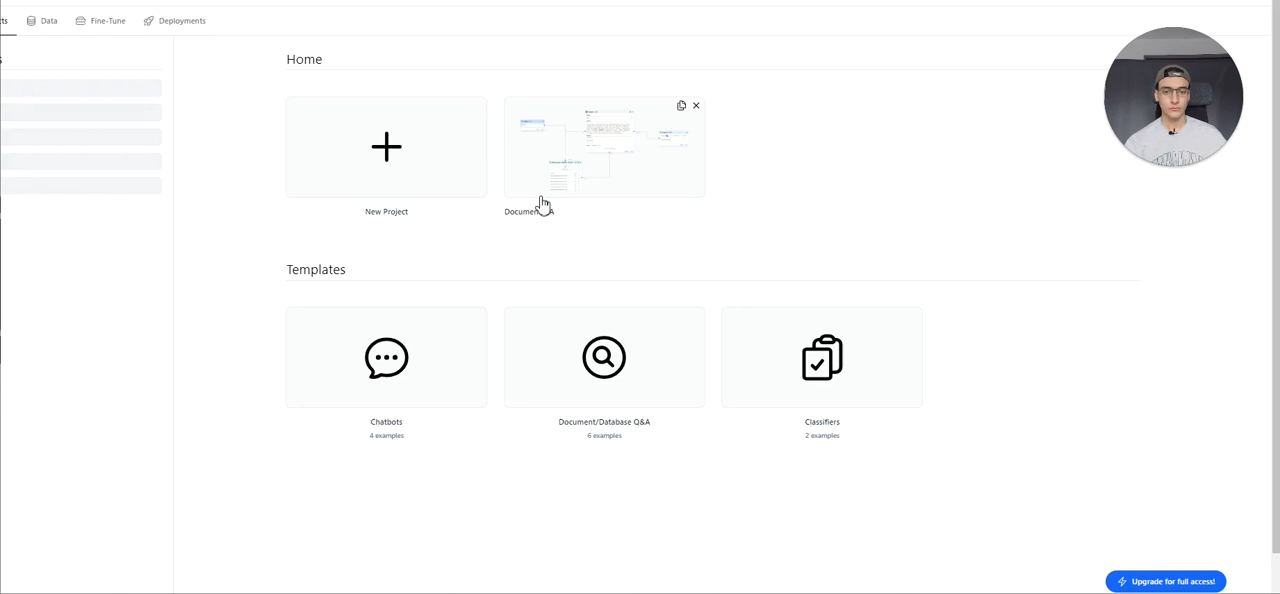 ts Data Fine-Tune Deployments
s
Home
New Project
Templates
Chatbots
4 examples
Document/Database Q&A
6 examples
Classifiers
2 examples
Upgrade for full access!